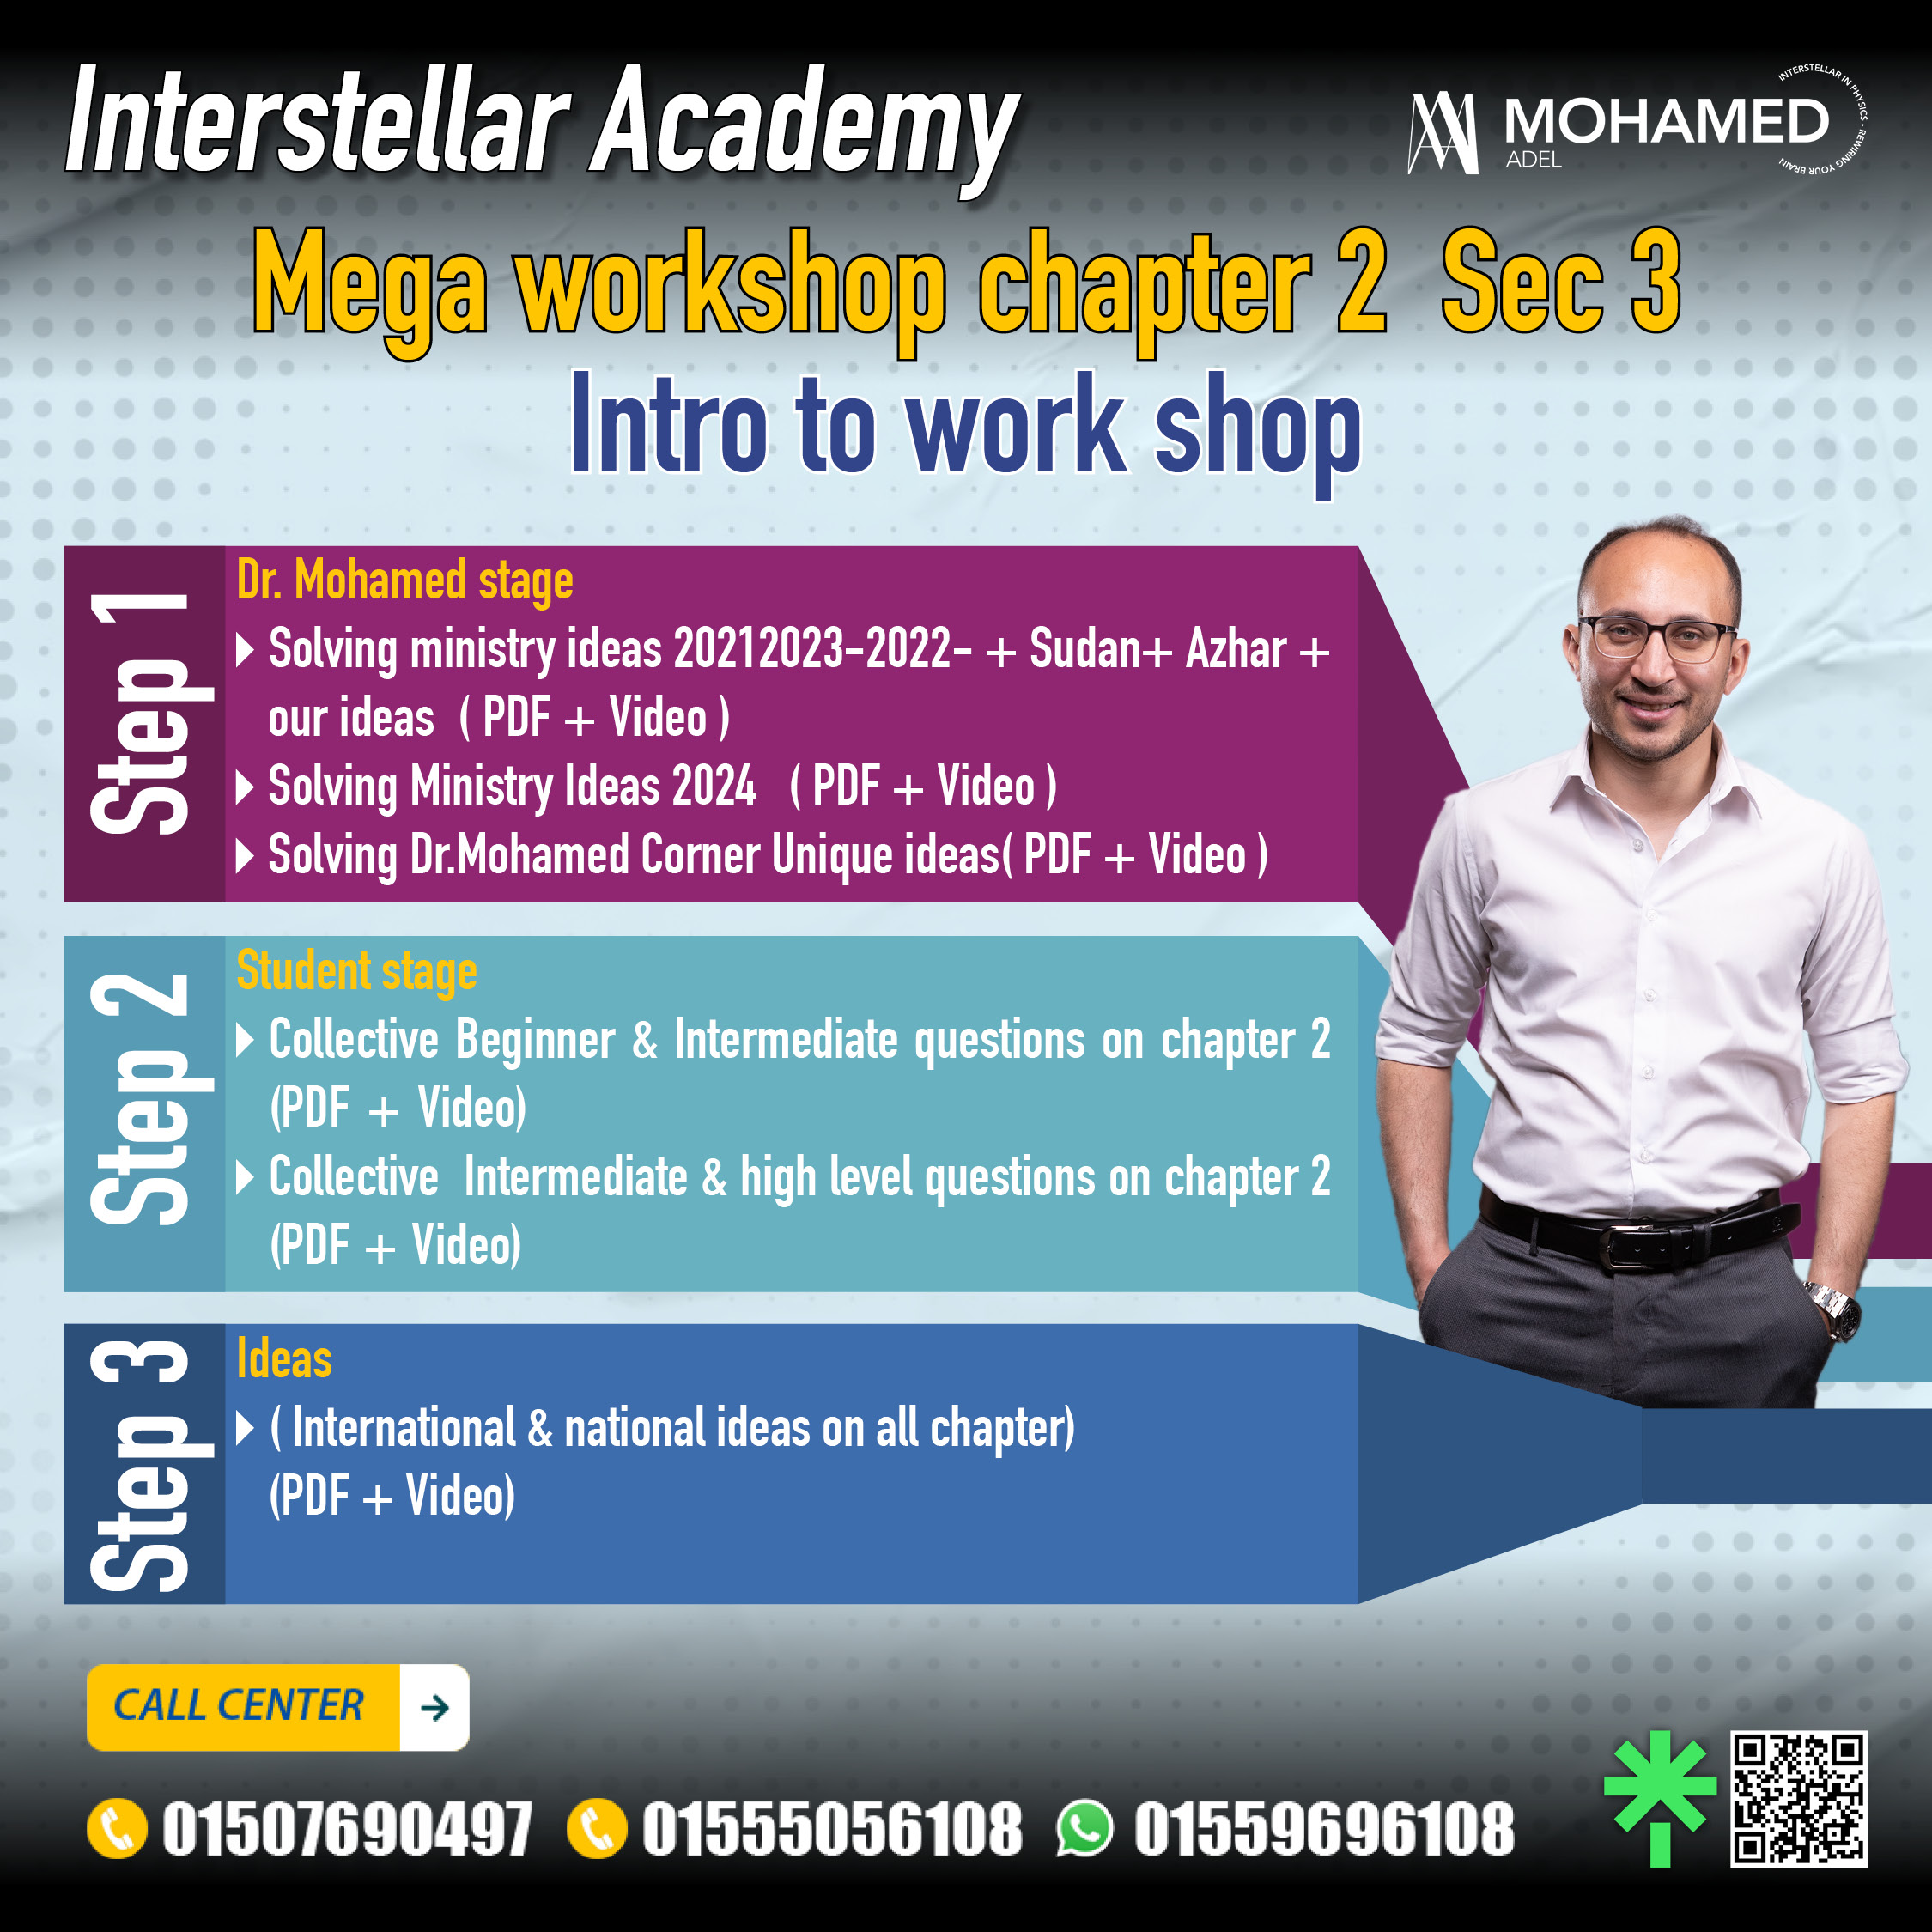 Interstellar Academy
MOHAMED
ADEL
INTERSTELLAR IN PHYSICS - REWIRING YOUR BRAIN
Mega workshop chapter 2 Sec 3
Intro to work shop
Step 1
Dr. Mohamed stage
Solving ministry ideas 20212023-2022- + Sudan+ Azhar +
our ideas ( PDF + Video )
Solving Ministry Ideas 2024 ( PDF + Video )
Solving Dr.Mohamed Corner Unique ideas( PDF + Video )
Step 2
Student stage
Collective Beginner & Intermediate questions on chapter 2
(PDF + Video)
Collective Intermediate & high level questions on chapter 2
(PDF + Video)
Step 3
Ideas
( International & national ideas on all chapter)
(PDF + Video)
CALL CENTER
01507690497 01555056108 01559696108